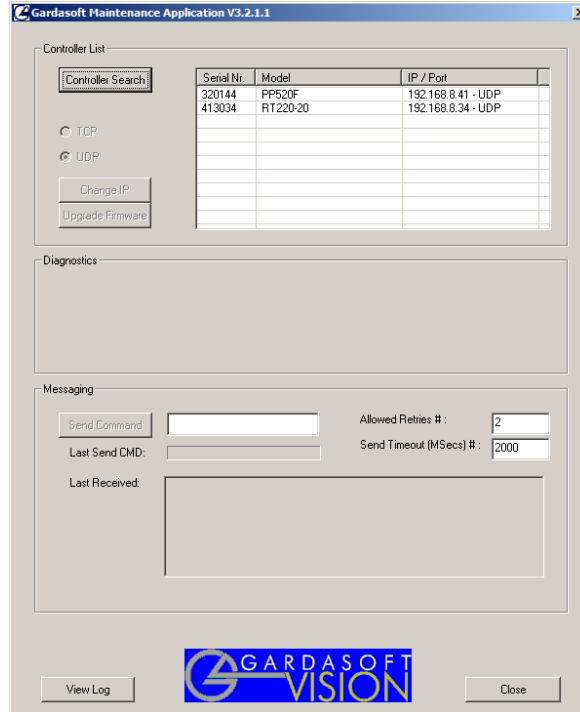 Gardasoft Maintenance Application V3.2.1.1
Controller List
Controller Search
Serial Nr. Model IP / Port
320144 PP520F 192.168.8.41 - UDP
413034 RT220-20 192.168.8.34 - UDP
TCP
UDP
Change IP
Upgrade Firmware
Diagnostics
Messaging
Send Command
Allowed Retries # : 2
Last Send CMD:
Send Timeout (MSecs) # : 2000
Last Received:
GARDASOFT
VISION
View Log
Close